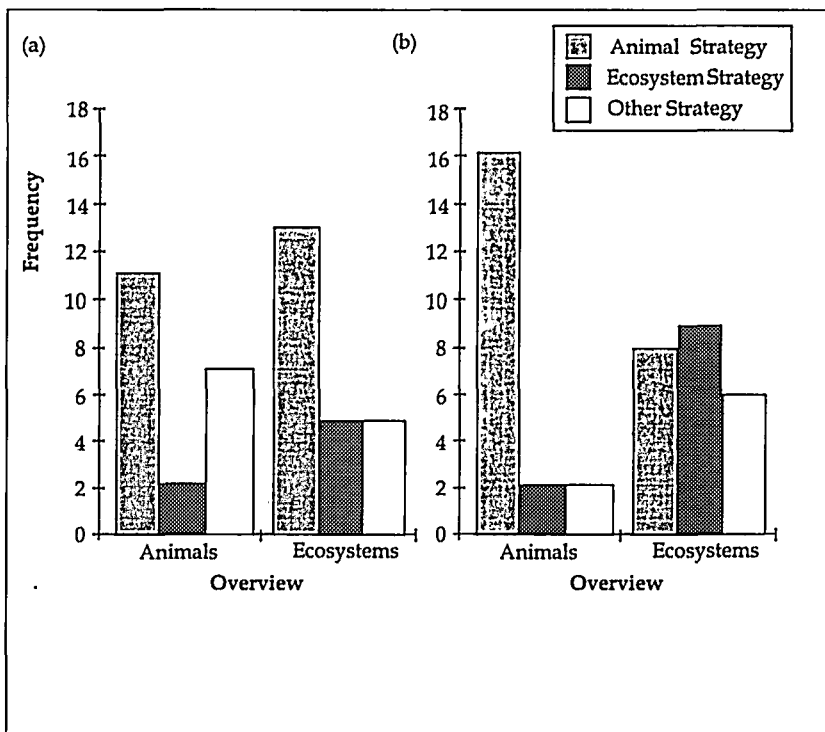 (a)
(b)
Animal Strategy
Ecosystem Strategy
Other Strategy
Frequency
18
16
14
12
10
8
6
4
2
0
Animals
Ecosystems
Overview
18
16
14
12
10
8
6
4
2
0
Animals
Ecosystems
Overview